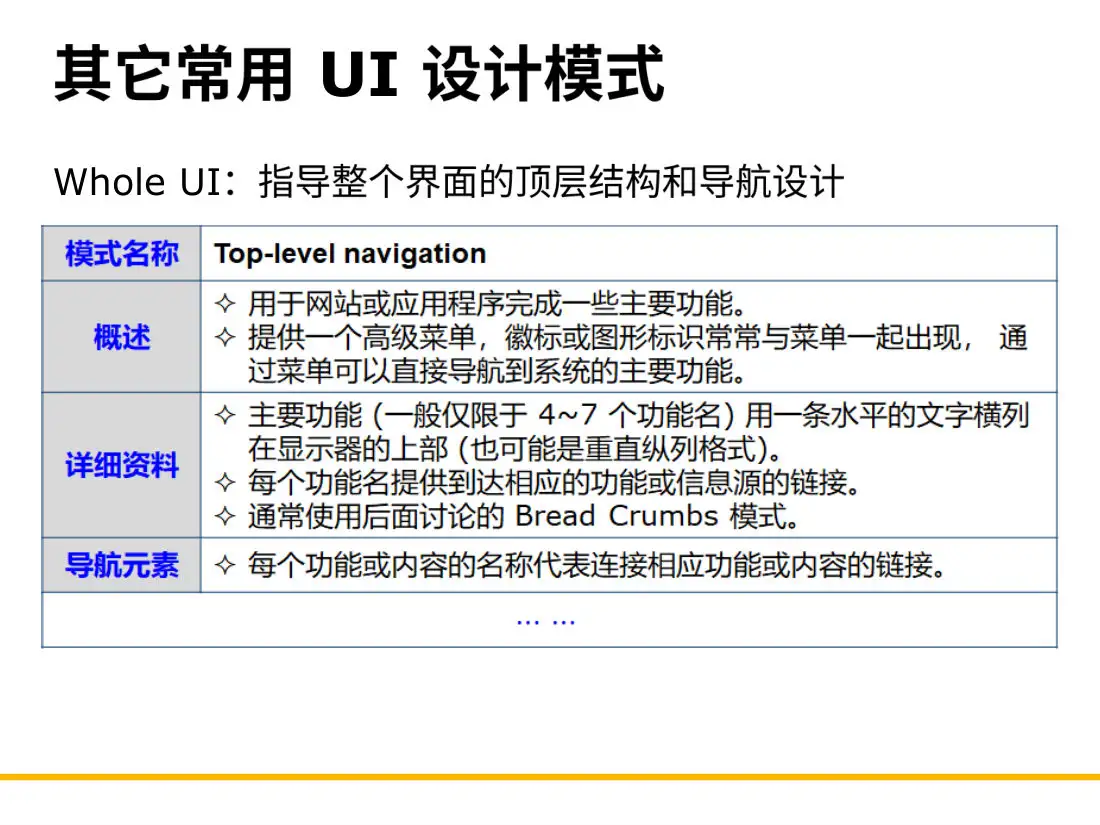 其它常用 UI 设计模式
Whole UI：指导整个界面的顶层结构和导航设计
模式名称
Top-level navigation
概述
✧ 用于网站或应用程序完成一些主要功能。
✧ 提供一个高级菜单，徽标或图形标识常常与菜单一起出现， 通
过菜单可以直接导航到系统的主要功能。
详细资料
✧ 主要功能 (一般仅限于 4~7 个功能名) 用一条水平的文字横列
在显示器的上部 (也可能是重直纵列格式)。
✧ 每个功能名提供到达相应的功能或信息源的链接。
✧ 通常使用后面讨论的 Bread Crumbs 模式。
导航元素
✧ 每个功能或内容的名称代表连接相应功能或内容的链接。
... ...